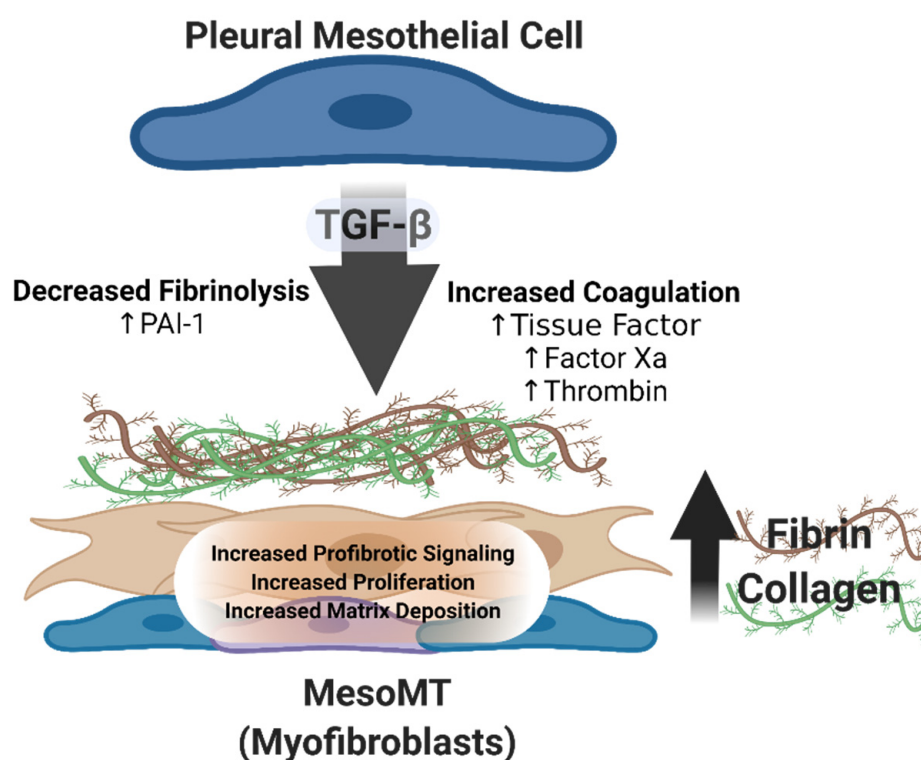 Pleural Mesothelial Cell
TGF-β
Decreased Fibrinolysis
↑PAI-1
Increased Coagulation
↑Tissue Factor
↑Factor Xa
↑Thrombin
Increased Profibrotic Signaling
Increased Proliferation
Increased Matrix Deposition
Fibrin
Collagen
MesoMT
(Myofibroblasts)